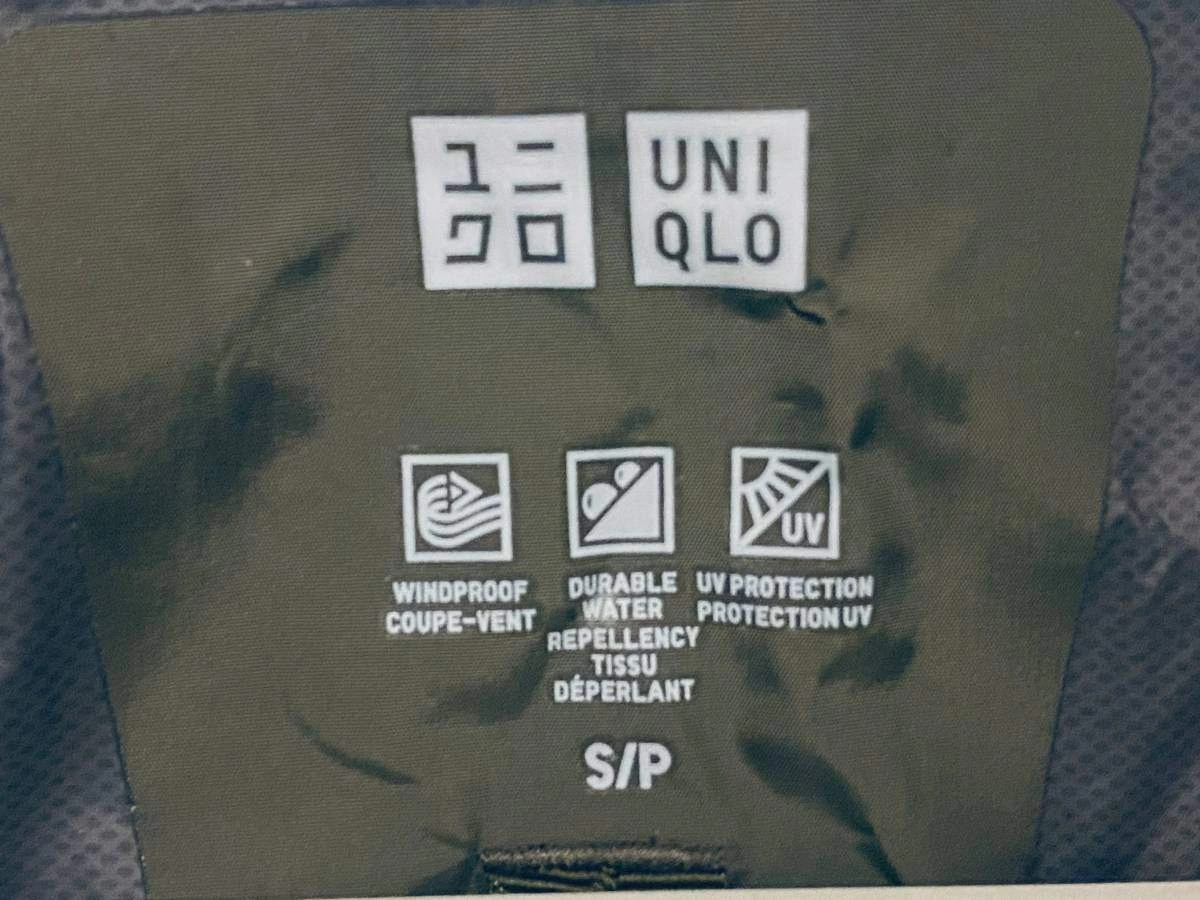 ユニ
クロ
UNI
QLO
UV
WINDPROOF
COUPE-VENT
DURABLE
WATER
REPELLENCY
TISSU
DÉPERLANT
UV PROTECTION
PROTECTION UV
S/P